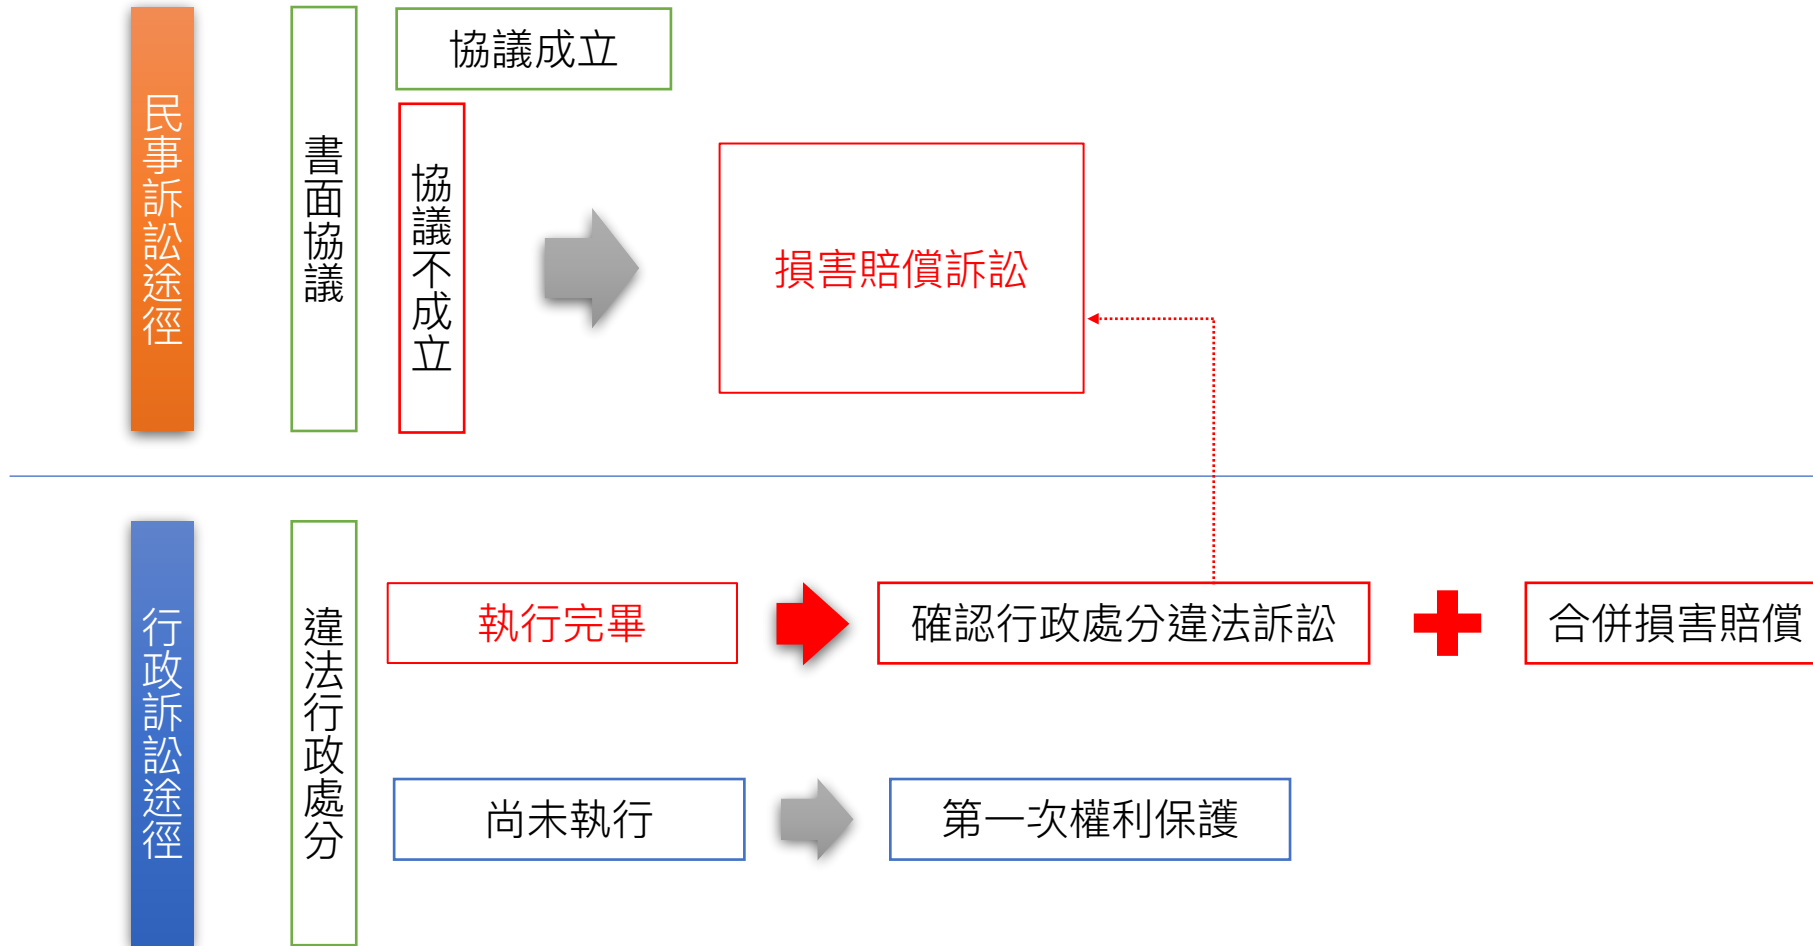 民事訴訟途徑
書面協議
協議成立
協議不成立
損害賠償訴訟
行政訴訟途徑
違法行政處分
執行完畢
確認行政處分違法訴訟
合併損害賠償
尚未執行
第一次權利保護